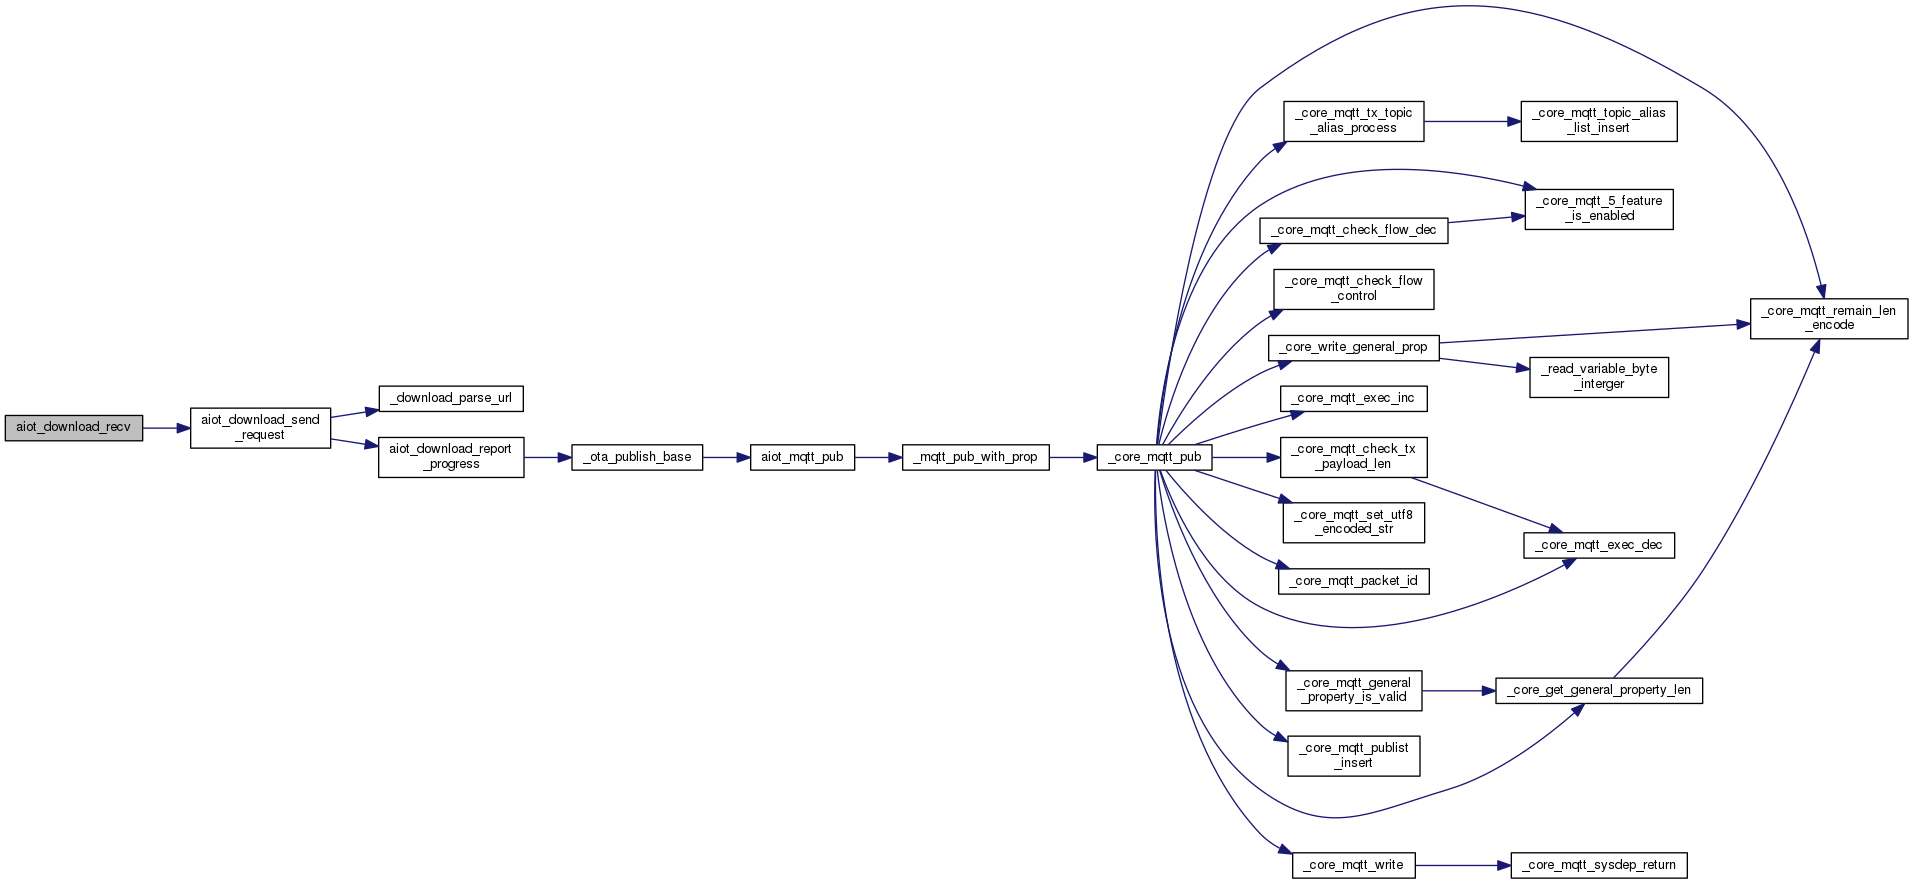 aiot_download_recv
aiot_download_send
_request
_download_parse_url
aiot_download_report
_progress
_ota_publish_base
aiot_mqtt_pub
_mqtt_pub_with_prop
_core_mqtt_pub
_core_mqtt_tx_topic
_alias_process
_core_mqtt_topic_alias
_list_insert
_core_mqtt_5_feature
_is_enabled
_core_mqtt_check_flow_dec
_core_mqtt_check_flow
_control
_core_mqtt_remain_len
_encode
_core_write_general_prop
_read_variable_byte
_interger
_core_mqtt_exec_inc
_core_mqtt_check_tx
_payload_len
_core_mqtt_set_utf8
_encoded_str
_core_mqtt_exec_dec
_core_mqtt_packet_id
_core_mqtt_general
_property_is_valid
_core_get_general_property_len
_core_mqtt_publist
_insert
_core_mqtt_write
_core_mqtt_sysdep_return